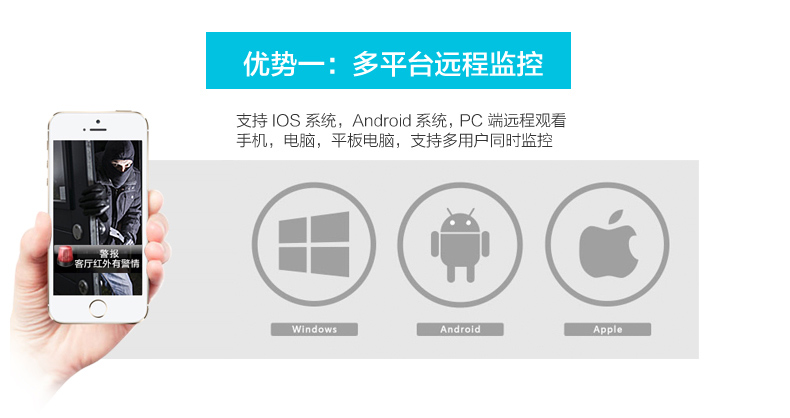 优势一：多平台远程监控
支持 IOS 系统，Android 系统，PC 端远程观看
手机，电脑，平板电脑，支持多用户同时监控
警报
客厅红外有警情
Windows
Android
Apple